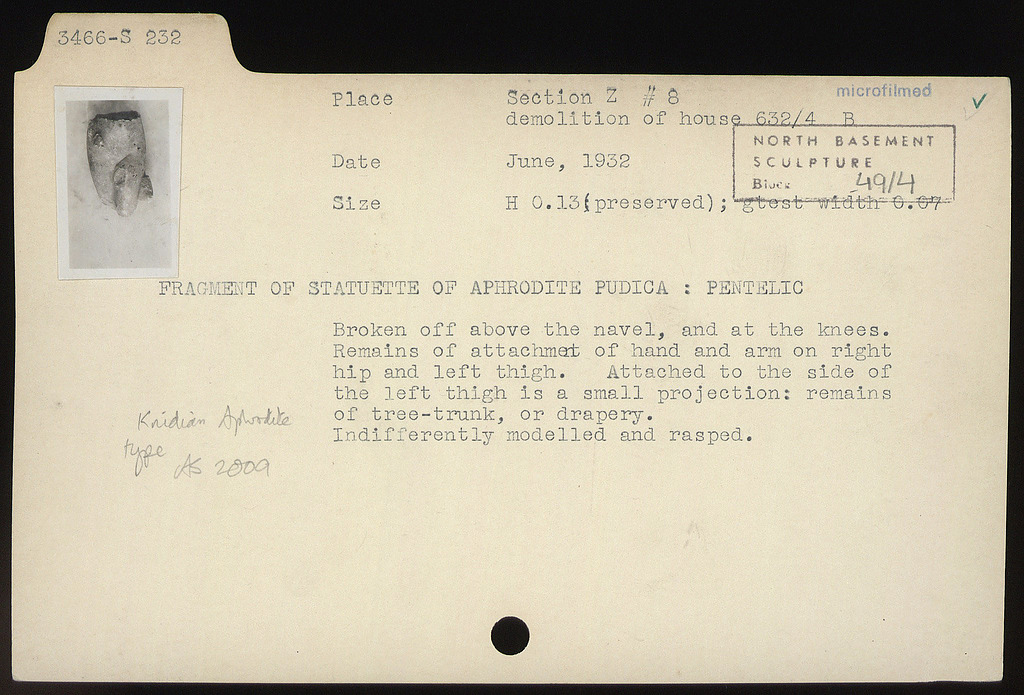 3466-S 232
Place Section Z # 8
demolition of house 632/4 B
microfilmed
NORTH BASEMENT
SCULPTURE
49/4
Date June, 1932
Size H 0.13(preserved); gtest width 0.07
FRAGMENT OF STATUETTE OF APHRODITE PUDICA : PENTELIC
Broken off above the navel, and at the knees.
Remains of attachmet of hand and arm on right
hip and left thigh. Attached to the side of
the left thigh is a small projection: remains
of tree-trunk, or drapery.
Indifferently modelled and rasped.
Knidian Aphrodite
type
AS 2009